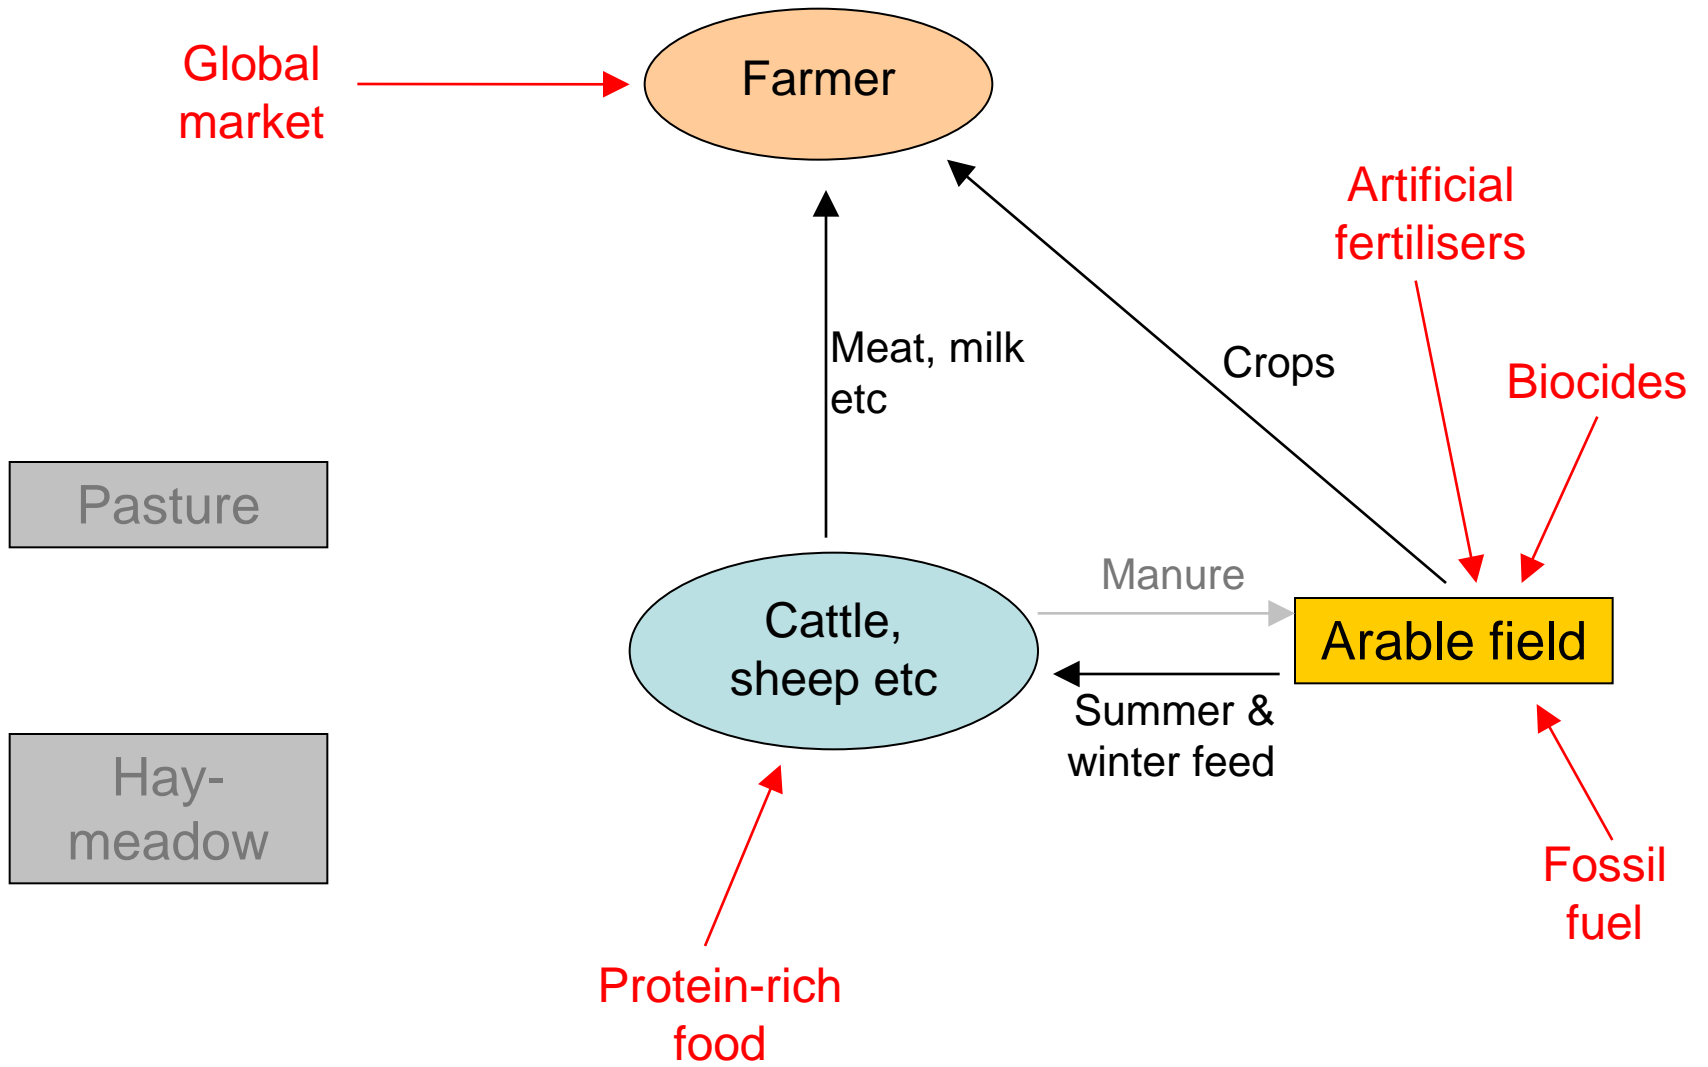 Global
market
Farmer
Artificial
fertilisers
Meat, milk
etc
Crops
Biocides
Pasture
Manure
Cattle,
sheep etc
Arable field
Summer &
winter feed
Hay-
meadow
Fossil
fuel
Protein-rich
food